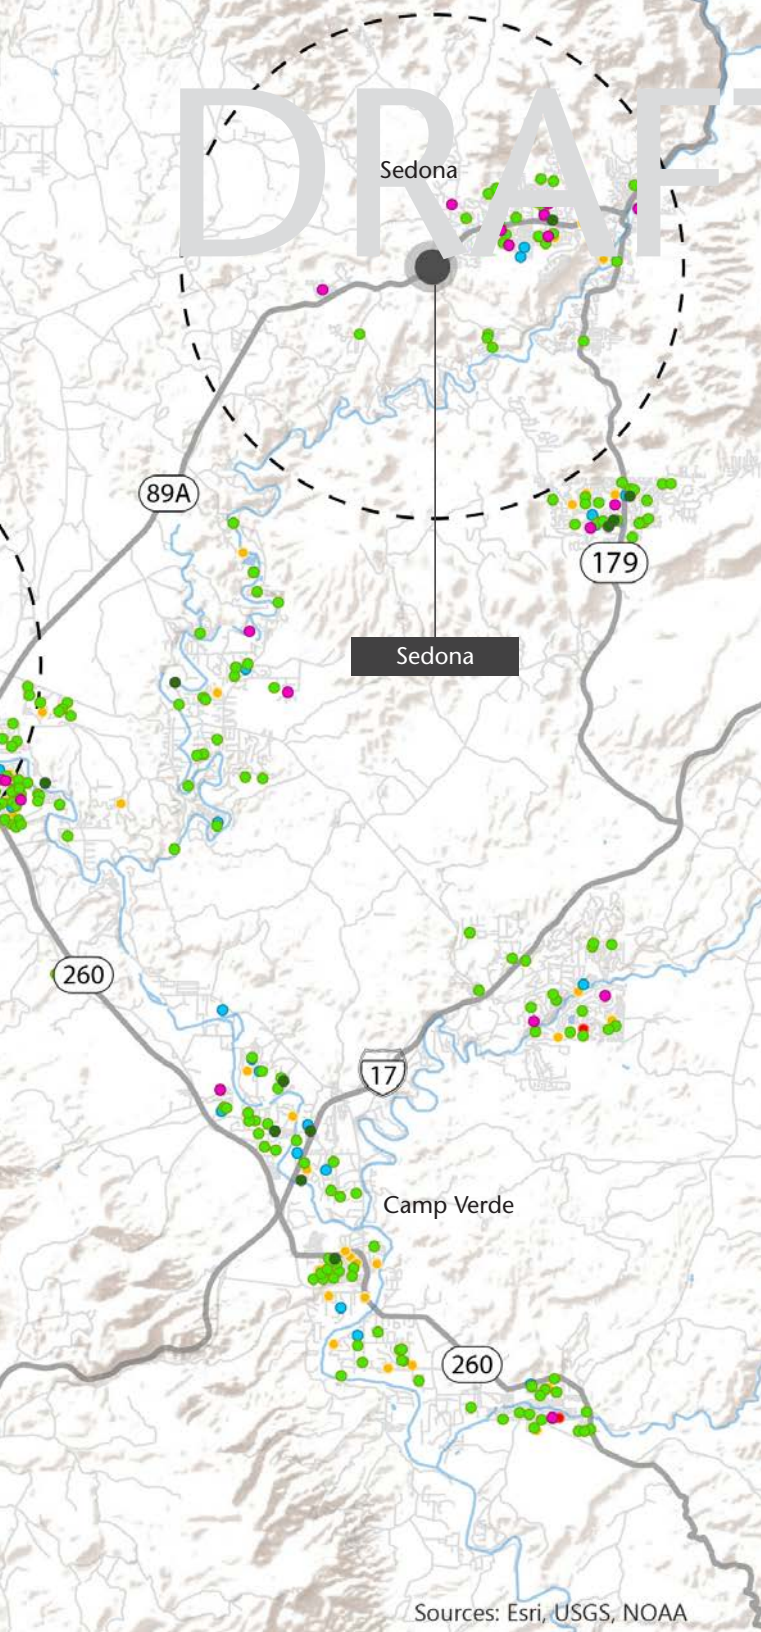 DRAFT
Sedona
89A
179
Sedona
260
17
Camp Verde
260
Sources: Esri, USGS, NOAA